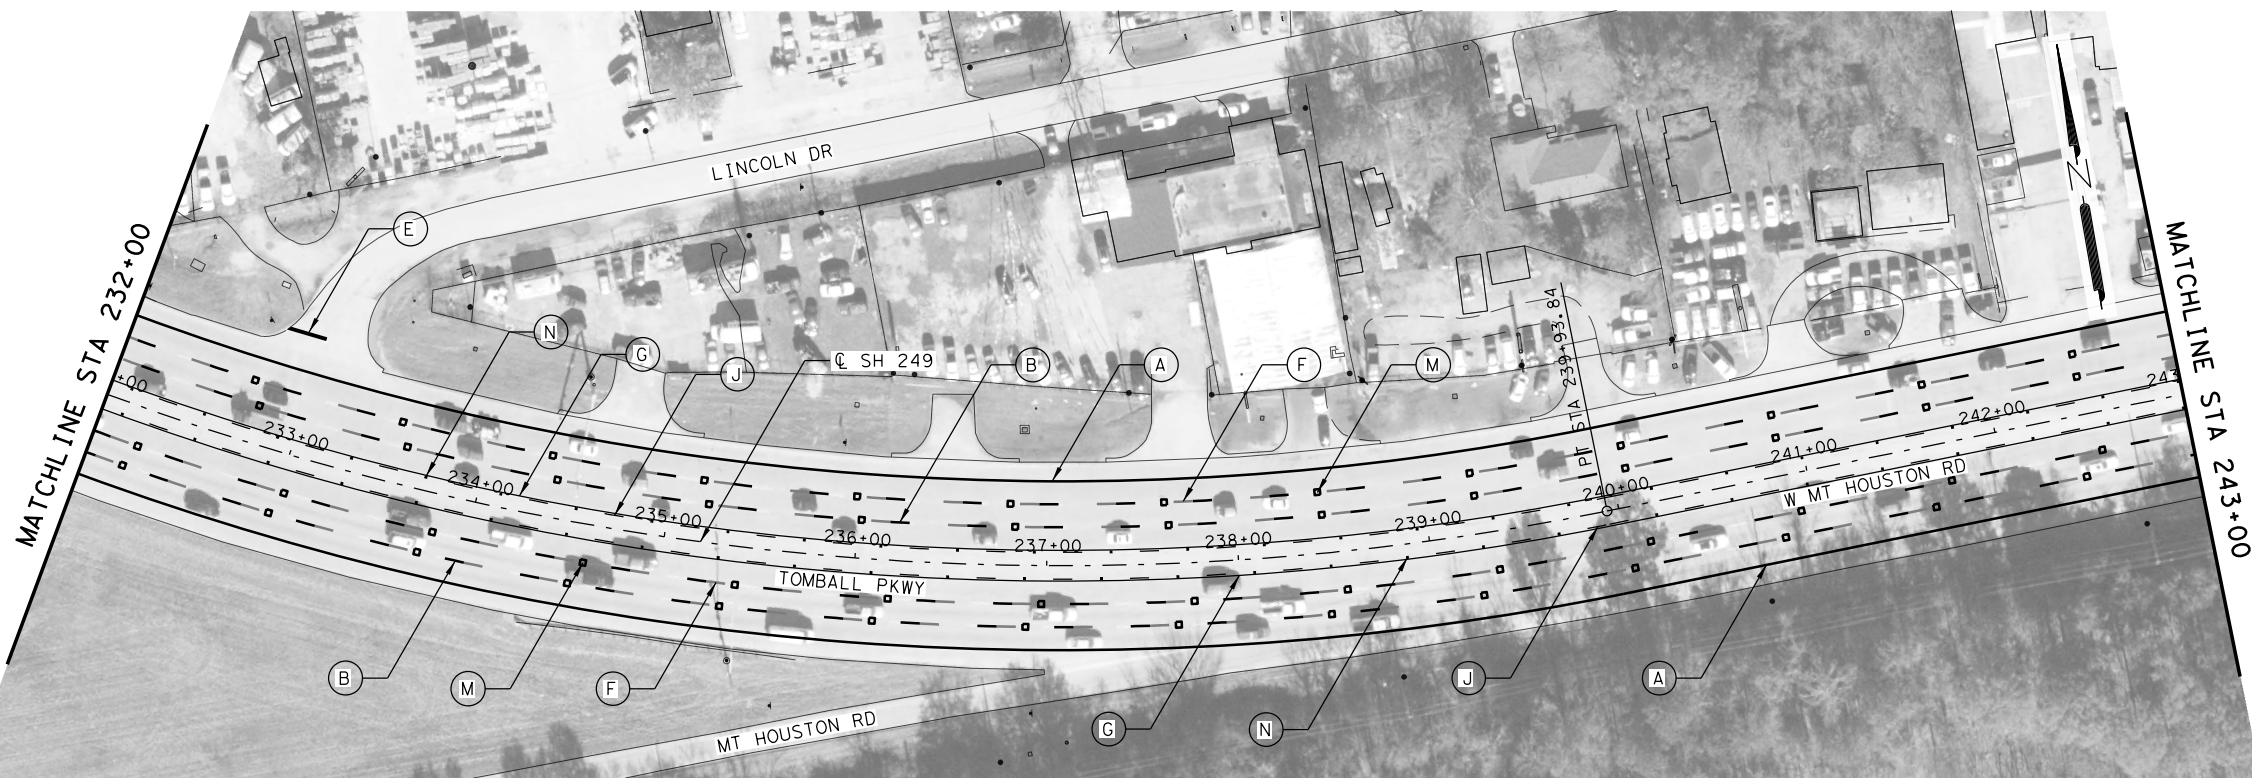 LINCOLN DR
MATCHLINE STA 232+00
MATCHLINE STA 243+00
N
E
N
G
J
℄ SH 249
B
A
F
M
PT STA 239+93.84
+00
233+00
234+00
235+00
236+00
237+00
238+00
239+00
240+00
241+00
242+00
243
W MT HOUSTON RD
TOMBALL PKWY
B
M
F
G
N
J
A
MT HOUSTON RD